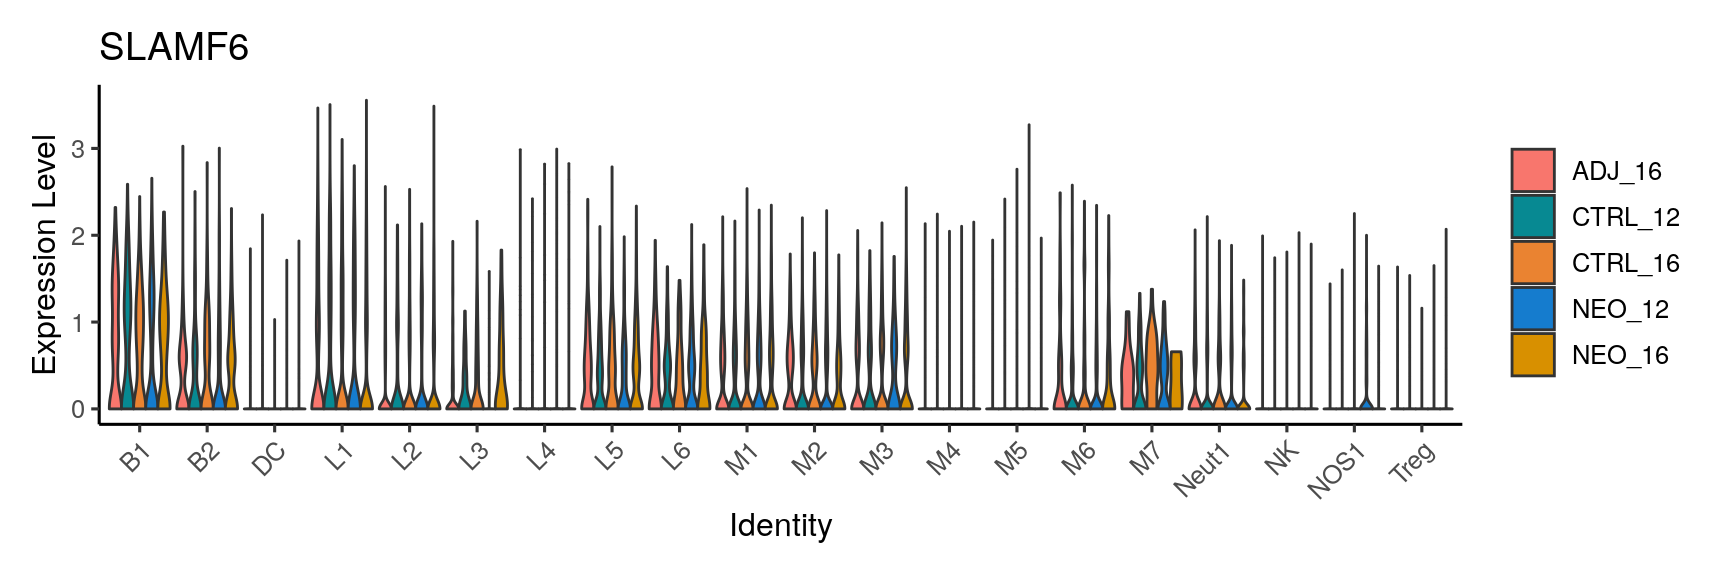 SLAMF6
Expression Level
3
2
1
0
B1 B2 DC L1 L2 L3 L4 L5 L6 M1 M2 M3 M4 M5 M6 M7 Neut1 NK NOS1 Treg
Identity
ADJ_16
CTRL_12
CTRL_16
NEO_12
NEO_16